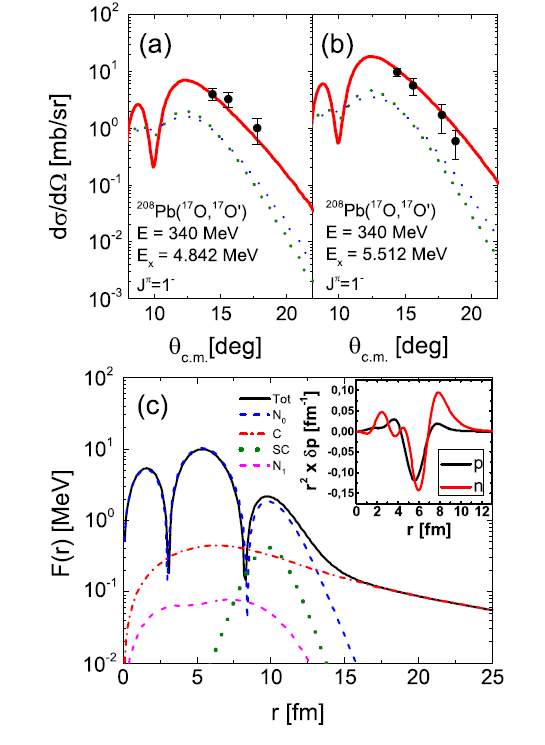 (a)
(b)
10²
10¹
10⁰
10⁻¹
10⁻²
10⁻³
dσ/dΩ [mb/sr]
²⁰⁸Pb(¹⁷O,¹⁷O')
E = 340 MeV
Eₓ = 4.842 MeV
J^π=1⁻
²⁰⁸Pb(¹⁷O,¹⁷O')
E = 340 MeV
Eₓ = 5.512 MeV
J^π=1⁻
10 15 20
10 15 20
θc.m.[deg]
θc.m.[deg]
(c)
10²
10¹
10⁰
10⁻¹
10⁻²
F(r) [MeV]
Tot
N₀
C
SC
N₁
0,10
0,05
0,00
-0,05
-0,10
-0,15
r² x δp [fm⁻¹]
p
n
0 2 4 6 8 10 12
r [fm]
0 5 10 15 20 25
r [fm]